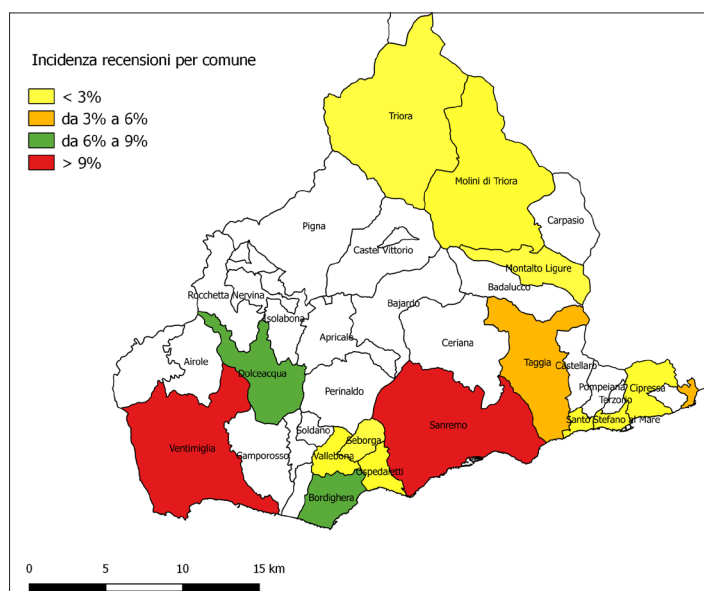 Incidenza recensioni per comune
< 3%
da 3% a 6%
da 6% a 9%
> 9%
Triora
Molini di Triora
Carpasio
Pigna
Castel Vittorio
Montalto Ligure
Badalucco
Rocchetta Nervina
Isolabona
Bajardo
Apricale
Ceriana
Airole
Dolceacqua
Taggia
Castellaro
Perinaldo
Pompeiana
Cipressa
Terzorio
Soldano
Sanremo
Santo Stefano al Mare
Seborga
Ventimiglia
Camporosso
Vallebona
Ospedaletti
Bordighera
0 5 10 15 km